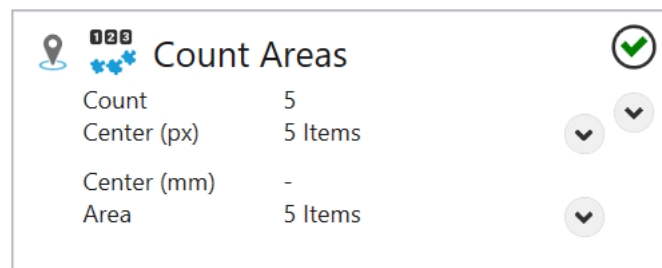 123
Count Areas
Count 5
Center (px) 5 Items
Center (mm) -
Area 5 Items